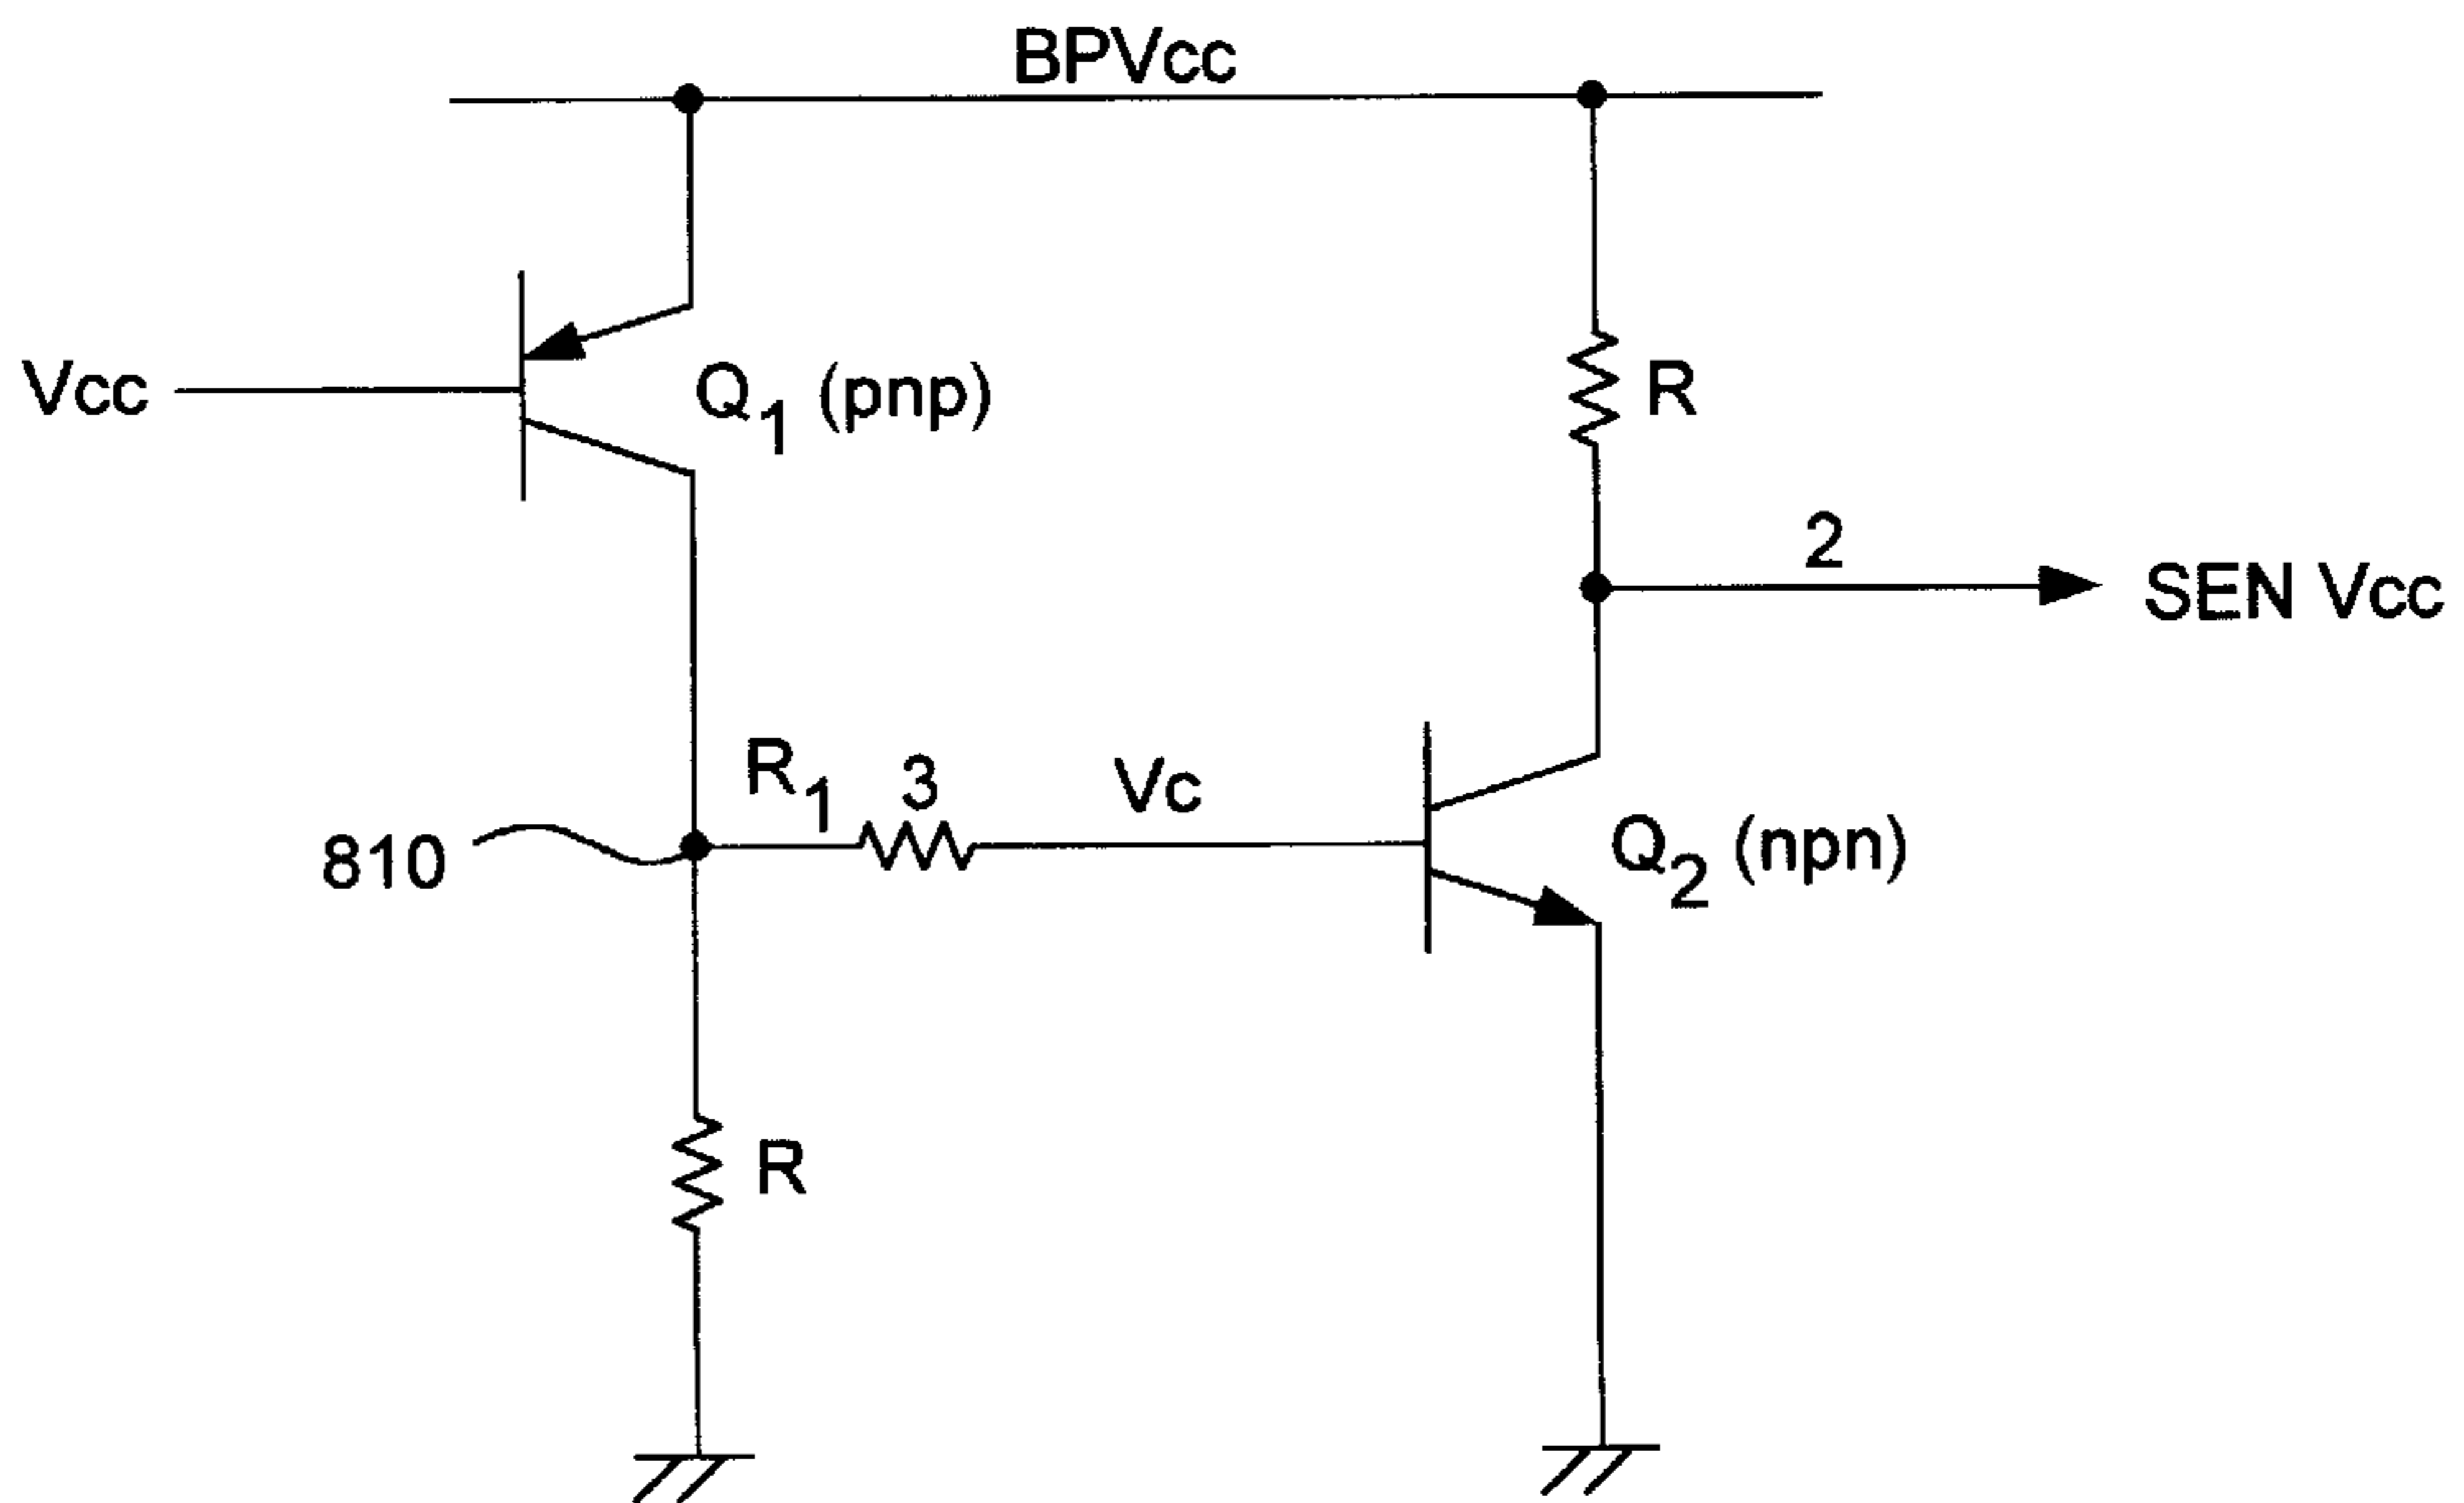 BPVcc
Vcc
Q1 (pnp)
R
2
SEN Vcc
R1
3
Vc
810
Q2 (npn)
R